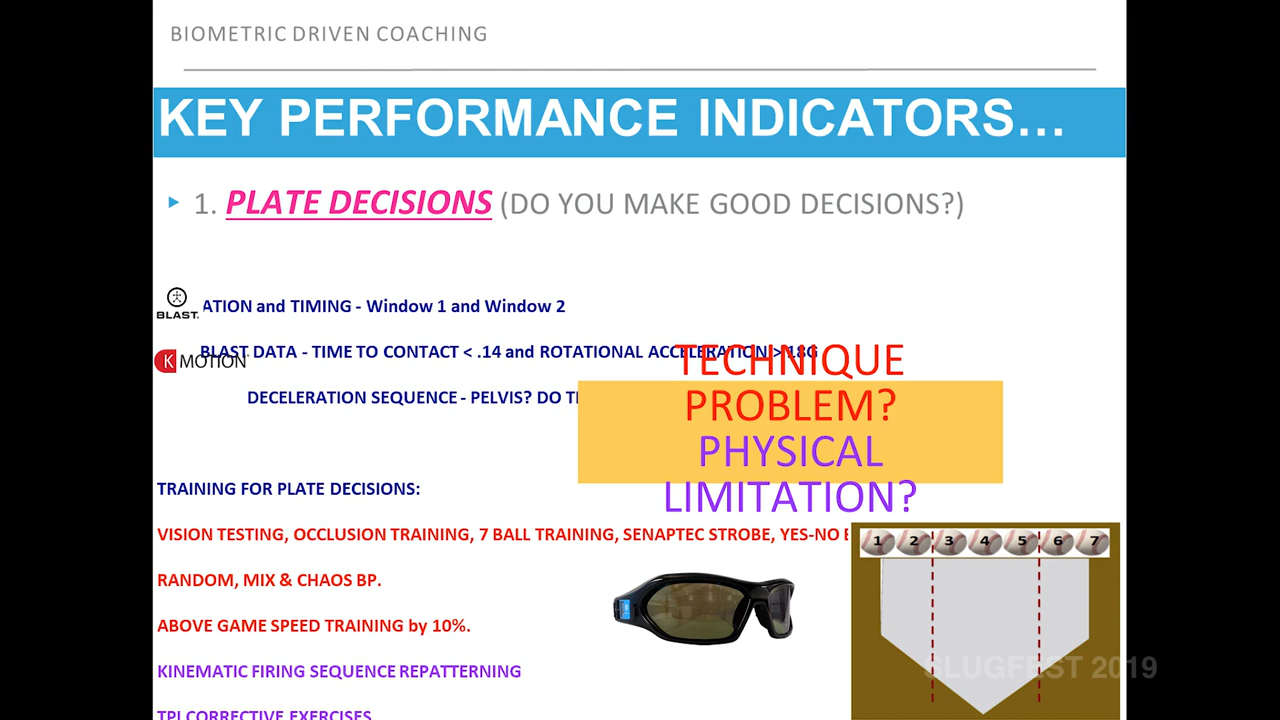 BIOMETRIC DRIVEN COACHING
KEY PERFORMANCE INDICATORS...
1. PLATE DECISIONS (DO YOU MAKE GOOD DECISIONS?)
BLAST.
ATION and TIMING - Window 1 and Window 2
BLAST DATA - TIME TO CONTACT < .14 and ROTATIONAL ACCELERATION > 18G
K MOTION
DECELERATION SEQUENCE - PELVIS? DO
TECHNIQUE
PROBLEM?
PHYSICAL
LIMITATION?
TRAINING FOR PLATE DECISIONS:
VISION TESTING, OCCLUSION TRAINING, 7 BALL TRAINING, SENAPTEC STROBE, YES-NO
1 2 3 4 5 6 7
RANDOM, MIX & CHAOS BP.
ABOVE GAME SPEED TRAINING by 10%.
KINEMATIC FIRING SEQUENCE REPATTERNING
SLUGFEST 2019
TPI CORRECTIVE EXERCISES